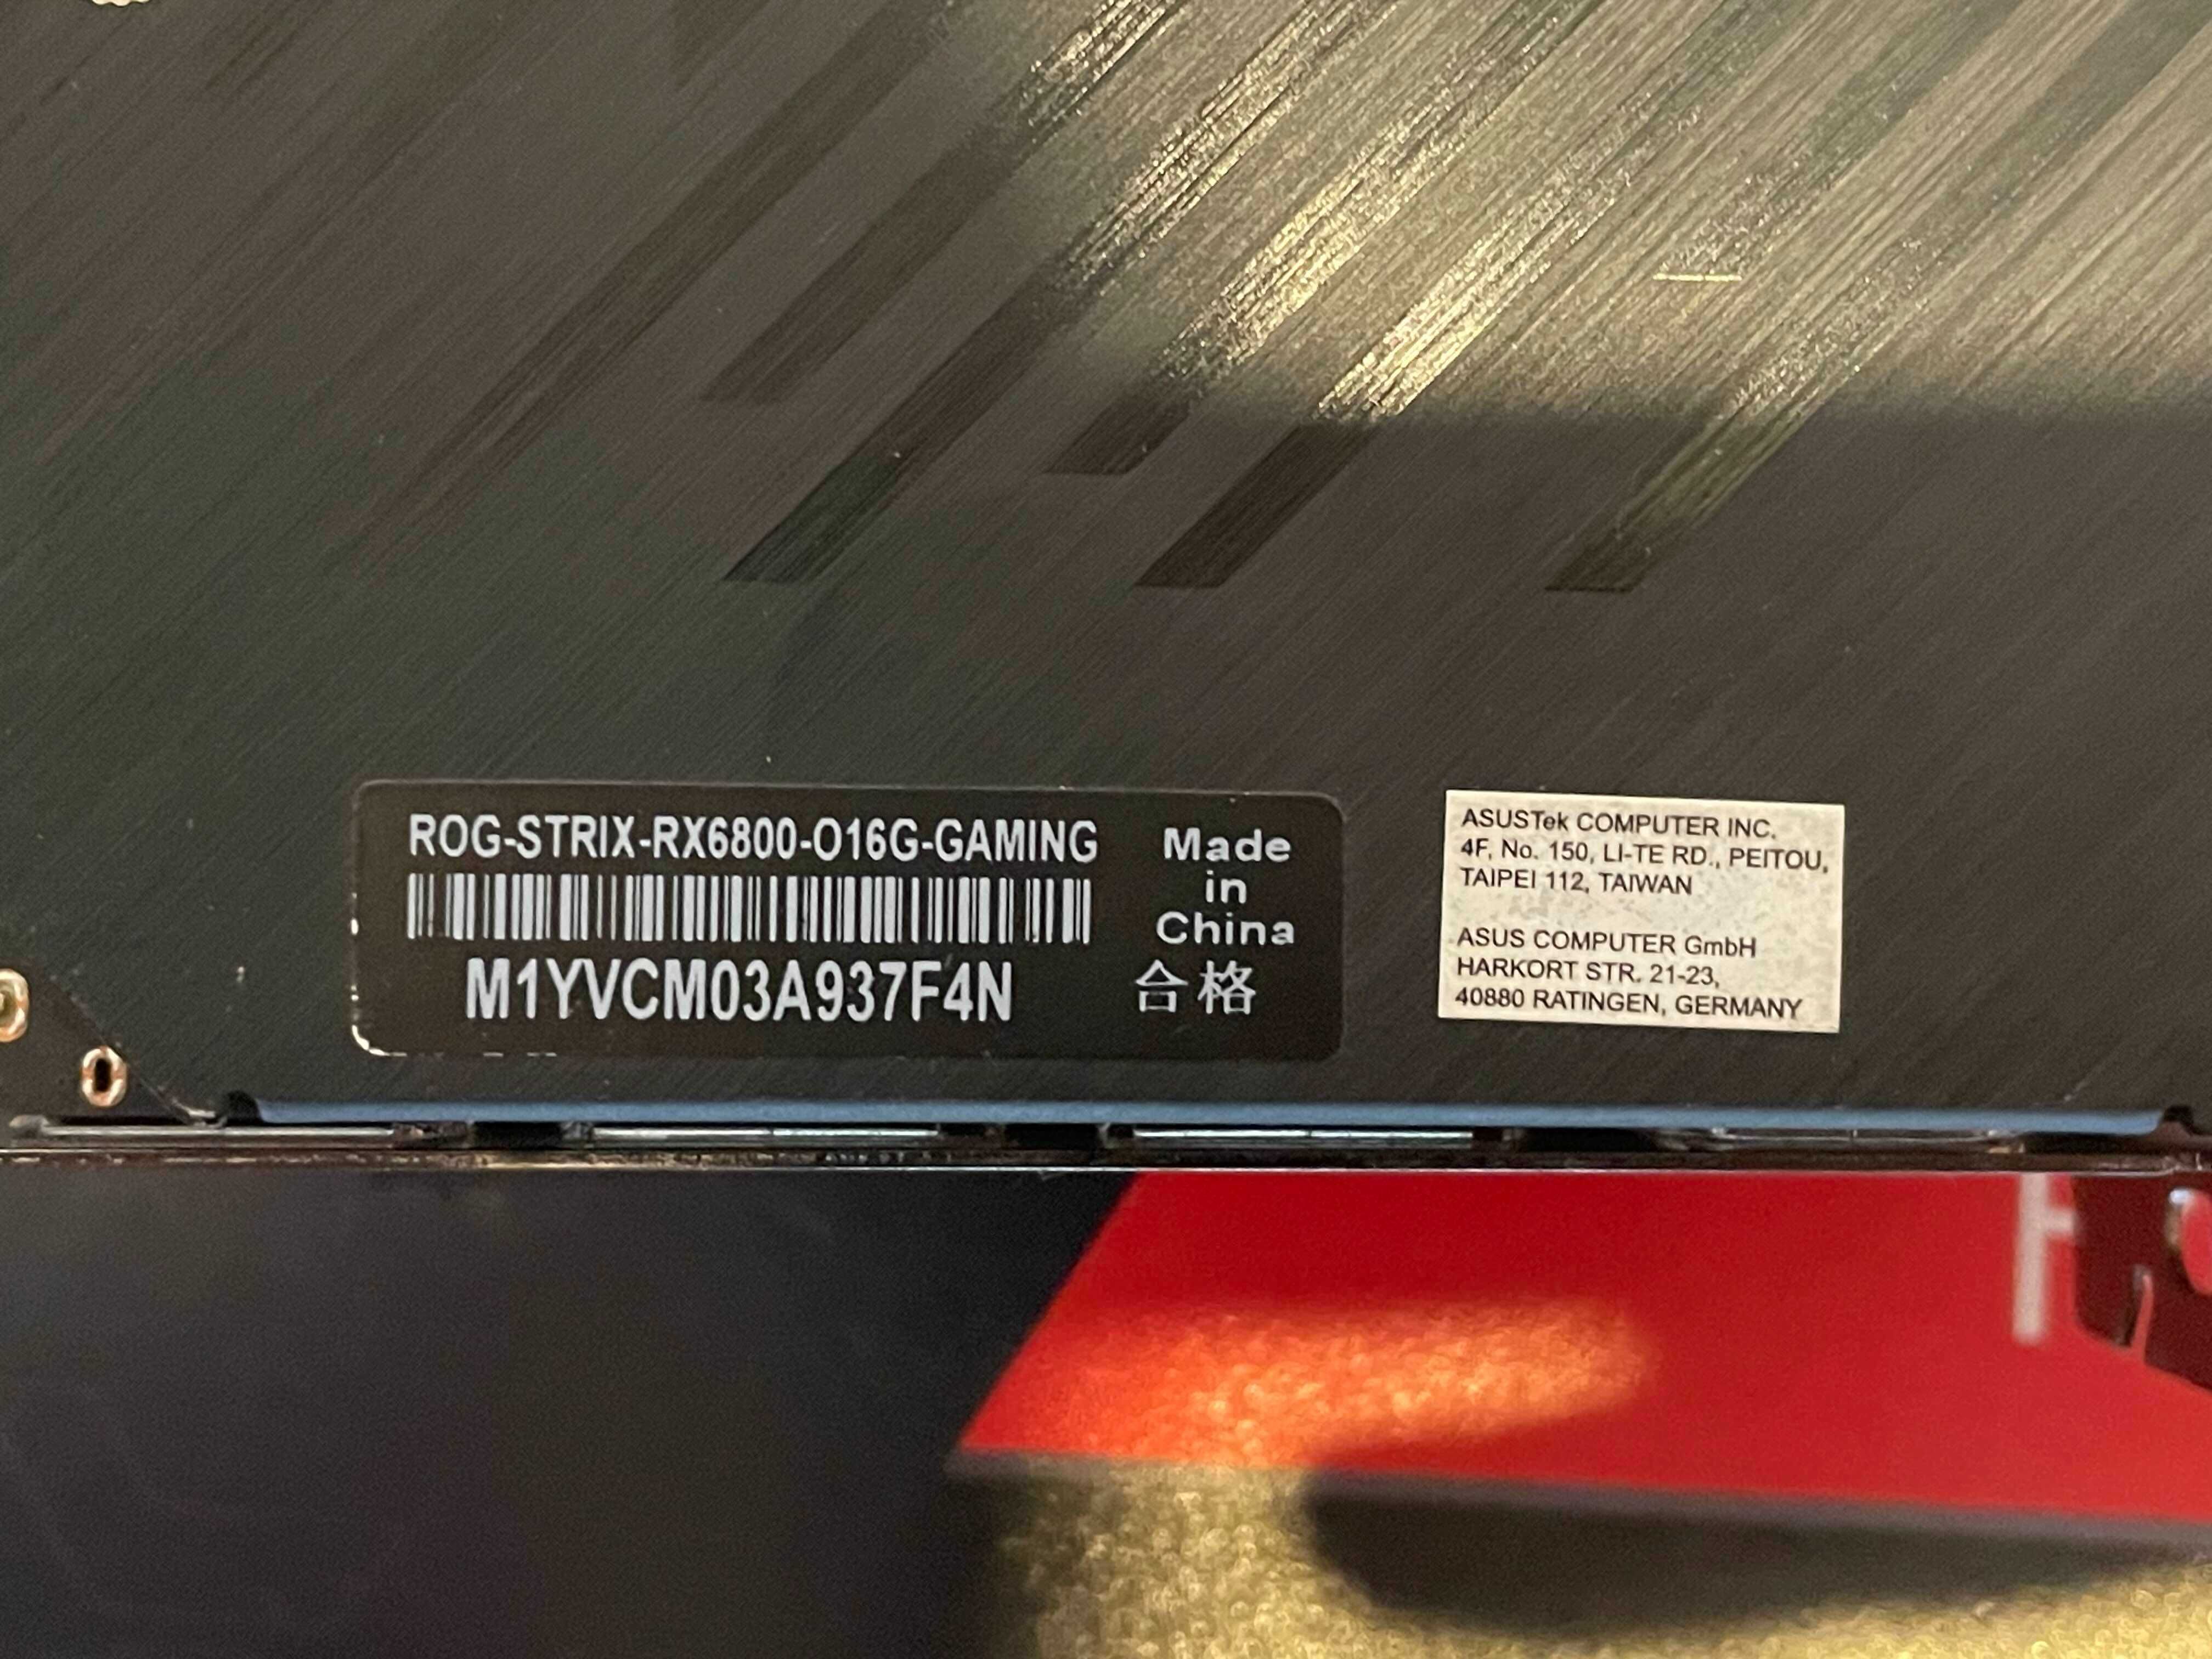 ROG-STRIX-RX6800-O16G-GAMING
M1YVCM03A937F4N
Made
in
China
合格
ASUSTek COMPUTER INC.
4F, No. 150, LI-TE RD., PEITOU,
TAIPEI 112, TAIWAN
ASUS COMPUTER GmbH
HARKORT STR. 21-23,
40880 RATINGEN, GERMANY